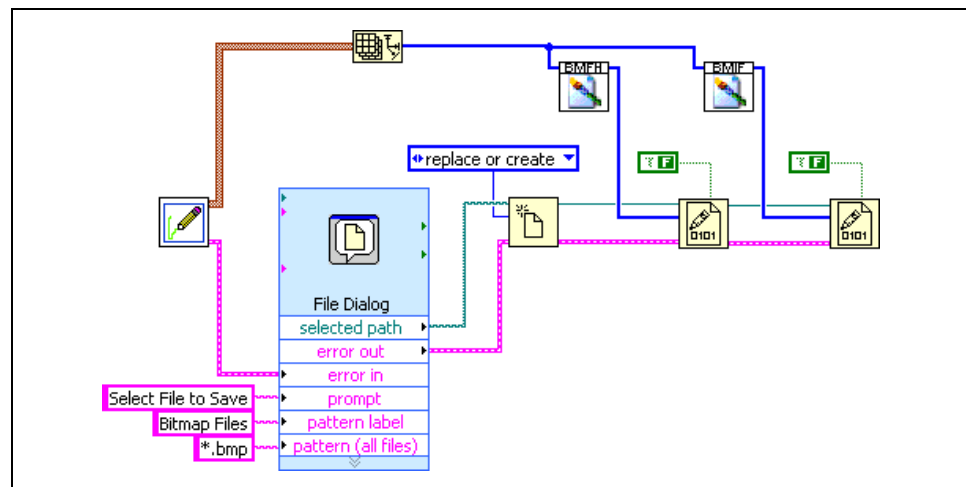 BMFH
BMIF
replace or create
F
F
0101
0101
File Dialog
selected path
error out
error in
Select File to Save
prompt
Bitmap Files
pattern label
*.bmp
pattern (all files)